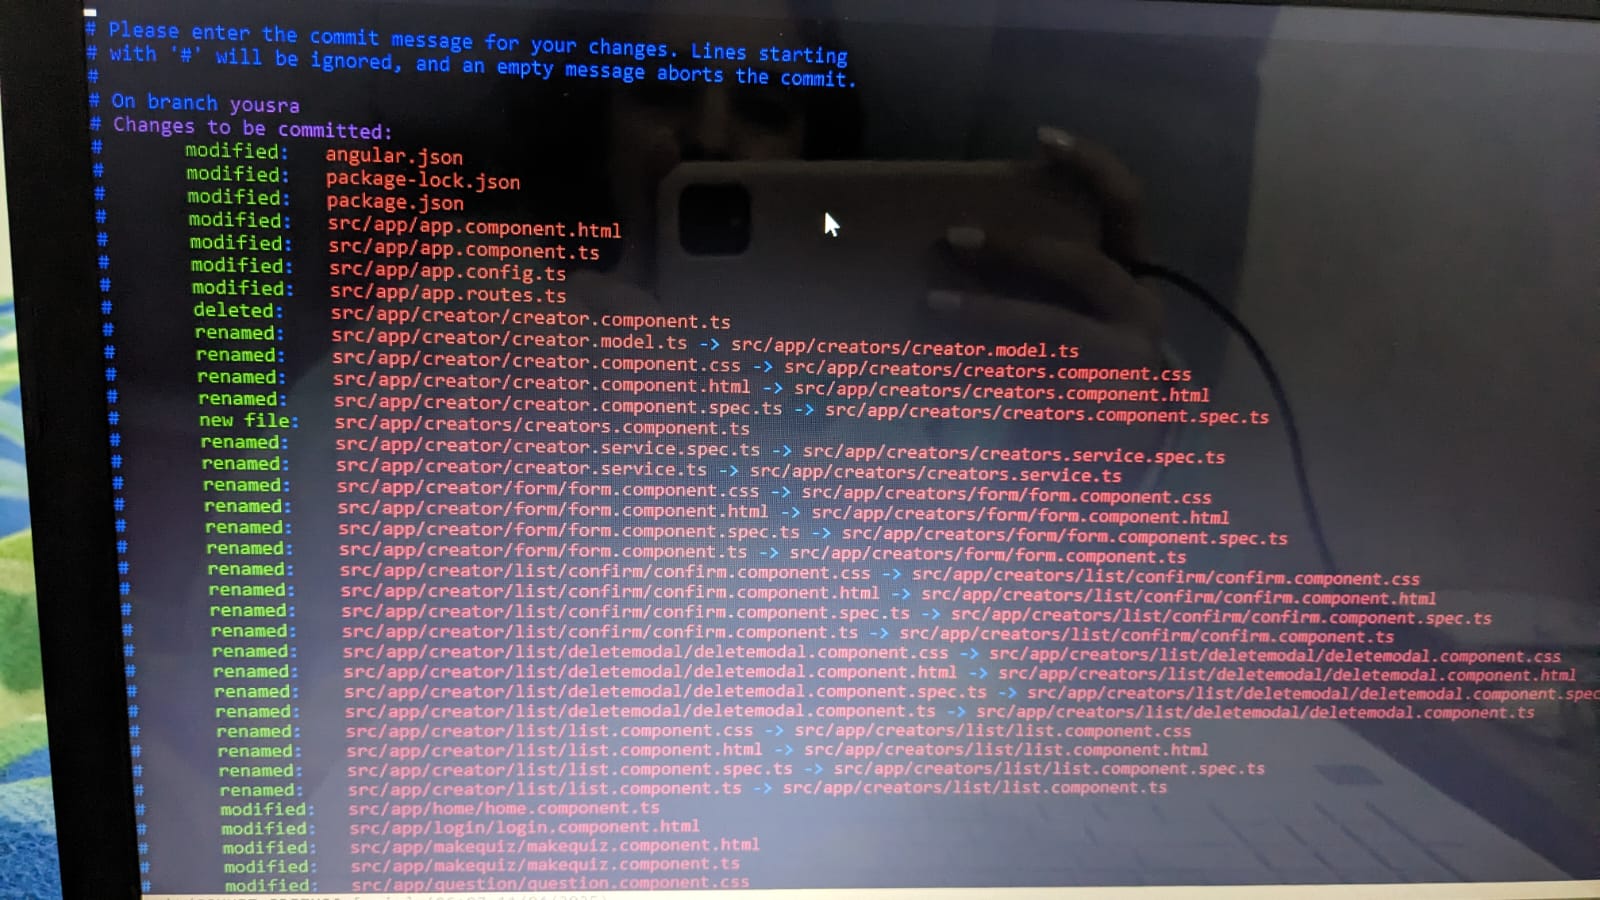 # Please enter the commit message for your changes. Lines starting
# with '#' will be ignored, and an empty message aborts the commit.
#
# On branch yousra
# Changes to be committed:
# modified: angular.json
# modified: package-lock.json
# modified: package.json
# modified: src/app/app.component.html
# modified: src/app/app.component.ts
# modified: src/app/app.config.ts
# modified: src/app/app.routes.ts
# deleted: src/app/creator/creator.component.ts
# renamed: src/app/creator/creator.model.ts -> src/app/creators/creator.model.ts
# renamed: src/app/creator/creator.component.css -> src/app/creators/creators.component.css
# renamed: src/app/creator/creator.component.html -> src/app/creators/creators.component.html
# renamed: src/app/creator/creator.component.spec.ts -> src/app/creators/creators.component.spec.ts
# new file: src/app/creators/creators.component.ts
# renamed: src/app/creator/creator.service.spec.ts -> src/app/creators/creators.service.spec.ts
# renamed: src/app/creator/creator.service.ts -> src/app/creators/creators.service.ts
# renamed: src/app/creator/form/form.component.css -> src/app/creators/form/form.component.css
# renamed: src/app/creator/form/form.component.html -> src/app/creators/form/form.component.html
# renamed: src/app/creator/form/form.component.spec.ts -> src/app/creators/form/form.component.spec.ts
# renamed: src/app/creator/form/form.component.ts -> src/app/creators/form/form.component.ts
# renamed: src/app/creator/list/confirm/confirm.component.css -> src/app/creators/list/confirm/confirm.component.css
# renamed: src/app/creator/list/confirm/confirm.component.html -> src/app/creators/list/confirm/confirm.component.html
# renamed: src/app/creator/list/confirm/confirm.component.spec.ts -> src/app/creators/list/confirm/confirm.component.spec.ts
# renamed: src/app/creator/list/confirm/confirm.component.ts -> src/app/creators/list/confirm/confirm.component.ts
# renamed: src/app/creator/list/deletemodal/deletemodal.component.css -> src/app/creators/list/deletemodal/deletemodal.component.css
# renamed: src/app/creator/list/deletemodal/deletemodal.component.html -> src/app/creators/list/deletemodal/deletemodal.component.html
# renamed: src/app/creator/list/deletemodal/deletemodal.component.spec.ts -> src/app/creators/list/deletemodal/deletemodal.component.spec
# renamed: src/app/creator/list/deletemodal/deletemodal.component.ts -> src/app/creators/list/deletemodal/deletemodal.component.ts
# renamed: src/app/creator/list/list.component.css -> src/app/creators/list/list.component.css
# renamed: src/app/creator/list/list.component.html -> src/app/creators/list/list.component.html
# renamed: src/app/creator/list/list.component.spec.ts -> src/app/creators/list/list.component.spec.ts
# renamed: src/app/creator/list/list.component.ts -> src/app/creators/list/list.component.ts
# modified: src/app/home/home.component.ts
# modified: src/app/login/login.component.html
# modified: src/app/makequiz/makequiz.component.html
# modified: src/app/makequiz/makequiz.component.ts
# modified: src/app/question/question.component.css